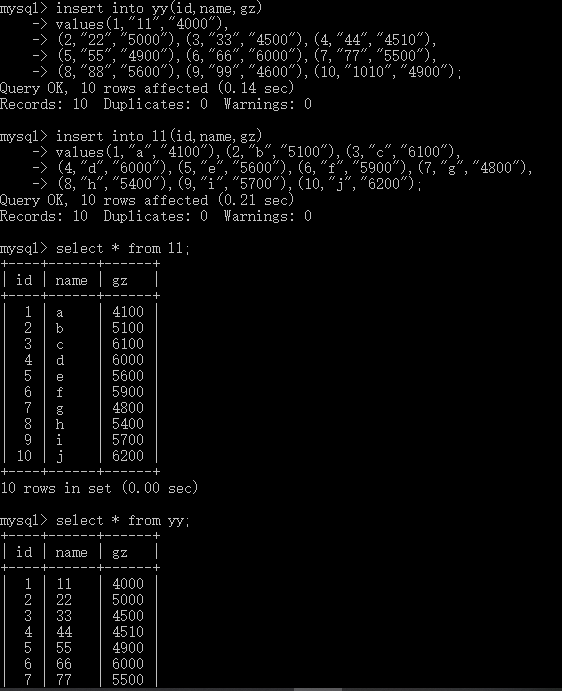 mysql> insert into yy(id,name,gz)
    -> values(1,"11","4000"),
    -> (2,"22","5000"),(3,"33","4500"),(4,"44","4510"),
    -> (5,"55","4900"),(6,"66","6000"),(7,"77","5500"),
    -> (8,"88","5600"),(9,"99","4600"),(10,"1010","4900");
Query OK, 10 rows affected (0.14 sec)
Records: 10  Duplicates: 0  Warnings: 0
mysql> insert into ll(id,name,gz)
    -> values(1,"a","4100"),(2,"b","5100"),(3,"c","6100"),
    -> (4,"d","6000"),(5,"e","5600"),(6,"f","5900"),(7,"g","4800"),
    -> (8,"h","5400"),(9,"i","5700"),(10,"j","6200");
Query OK, 10 rows affected (0.21 sec)
Records: 10  Duplicates: 0  Warnings: 0
mysql> select * from ll;
+----+------+------+
| id | name | gz   |
+----+------+------+
|  1 | a    | 4100 |
|  2 | b    | 5100 |
|  3 | c    | 6100 |
|  4 | d    | 6000 |
|  5 | e    | 5600 |
|  6 | f    | 5900 |
|  7 | g    | 4800 |
|  8 | h    | 5400 |
|  9 | i    | 5700 |
| 10 | j    | 6200 |
+----+------+------+
10 rows in set (0.00 sec)
mysql> select * from yy;
+----+------+------+
| id | name | gz   |
+----+------+------+
|  1 | 11   | 4000 |
|  2 | 22   | 5000 |
|  3 | 33   | 4500 |
|  4 | 44   | 4510 |
|  5 | 55   | 4900 |
|  6 | 66   | 6000 |
|  7 | 77   | 5500 |